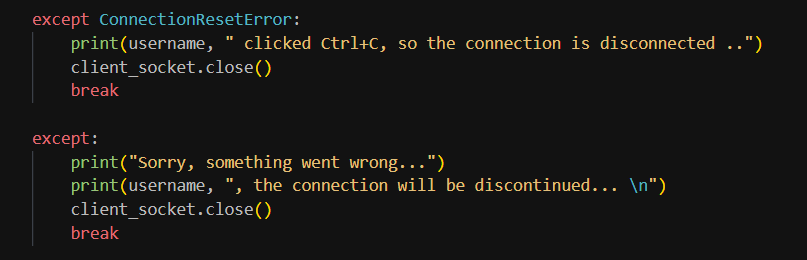 except ConnectionResetError:
print(username, " clicked Ctrl+C, so the connection is disconnected ..")
client_socket.close()
break
except:
print("Sorry, something went wrong...")
print(username, ", the connection will be discontinued... \n")
client_socket.close()
break